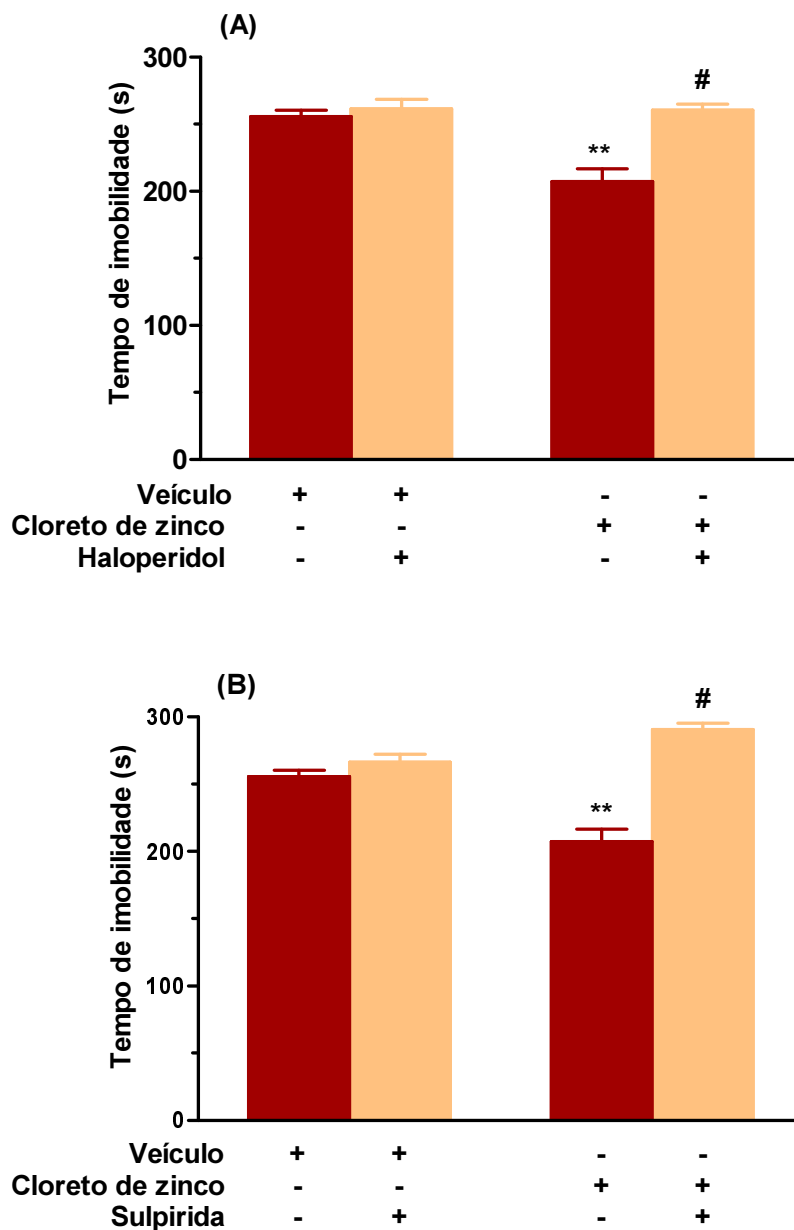 (A)
Tempo de imobilidade (s)
300
200
100
0
**
#
Veículo + + - -
Cloreto de zinco - - + +
Haloperidol - + - +
(B)
Tempo de imobilidade (s)
300
200
100
0
**
#
Veículo + + - -
Cloreto de zinco - - + +
Sulpirida - + - +